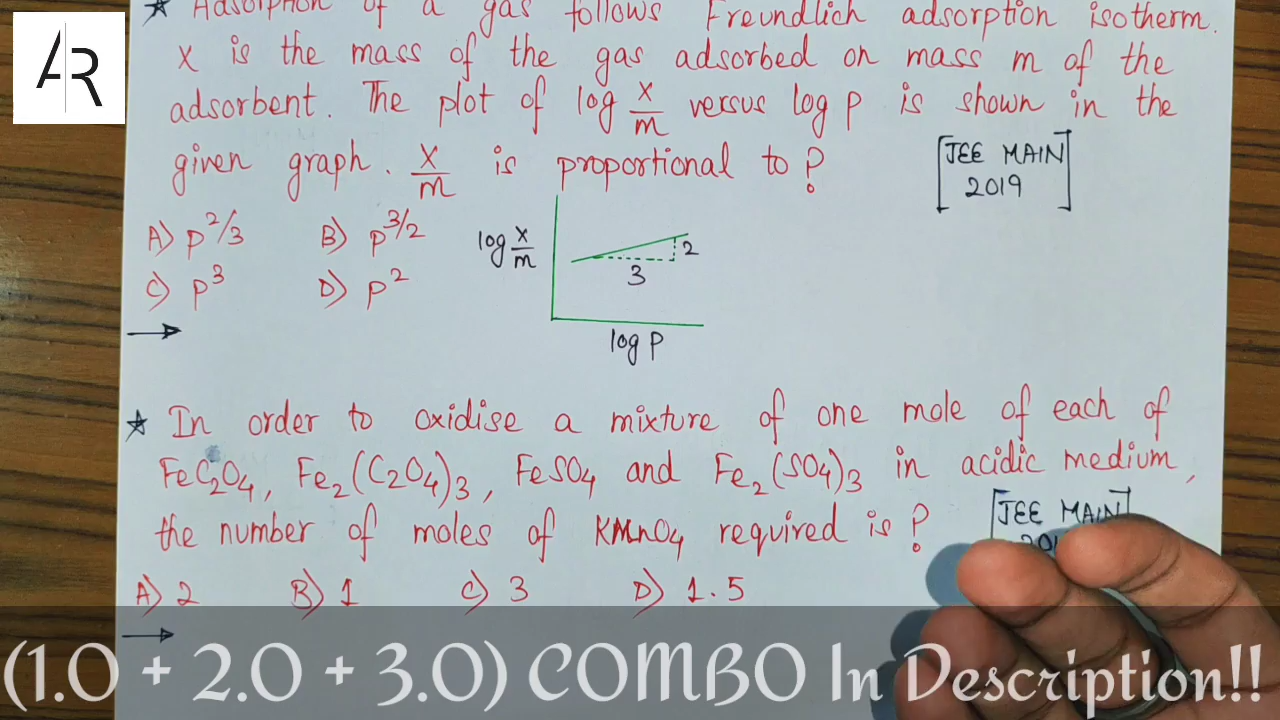 AR
★ Adsorption of a gas follows Freundlich adsorption isotherm.
x is the mass of the gas adsorbed on mass m of the
adsorbent. The plot of log x/m versus log P is shown in the
given graph. x/m is proportional to ?
[JEE MAIN
2019]
A) P^2/3 B) P^3/2
C) P^3 D) P^2
log x/m
2
3
log P
★ In order to oxidise a mixture of one mole of each of
FeC2O4, Fe2(C2O4)3, FeSO4 and Fe2(SO4)3 in acidic medium,
the number of moles of KMnO4 required is ?
[JEE MAIN
A) 2 B) 1 C) 3 D) 1.5
(1.0 + 2.0 + 3.0) COMBO In Description!!